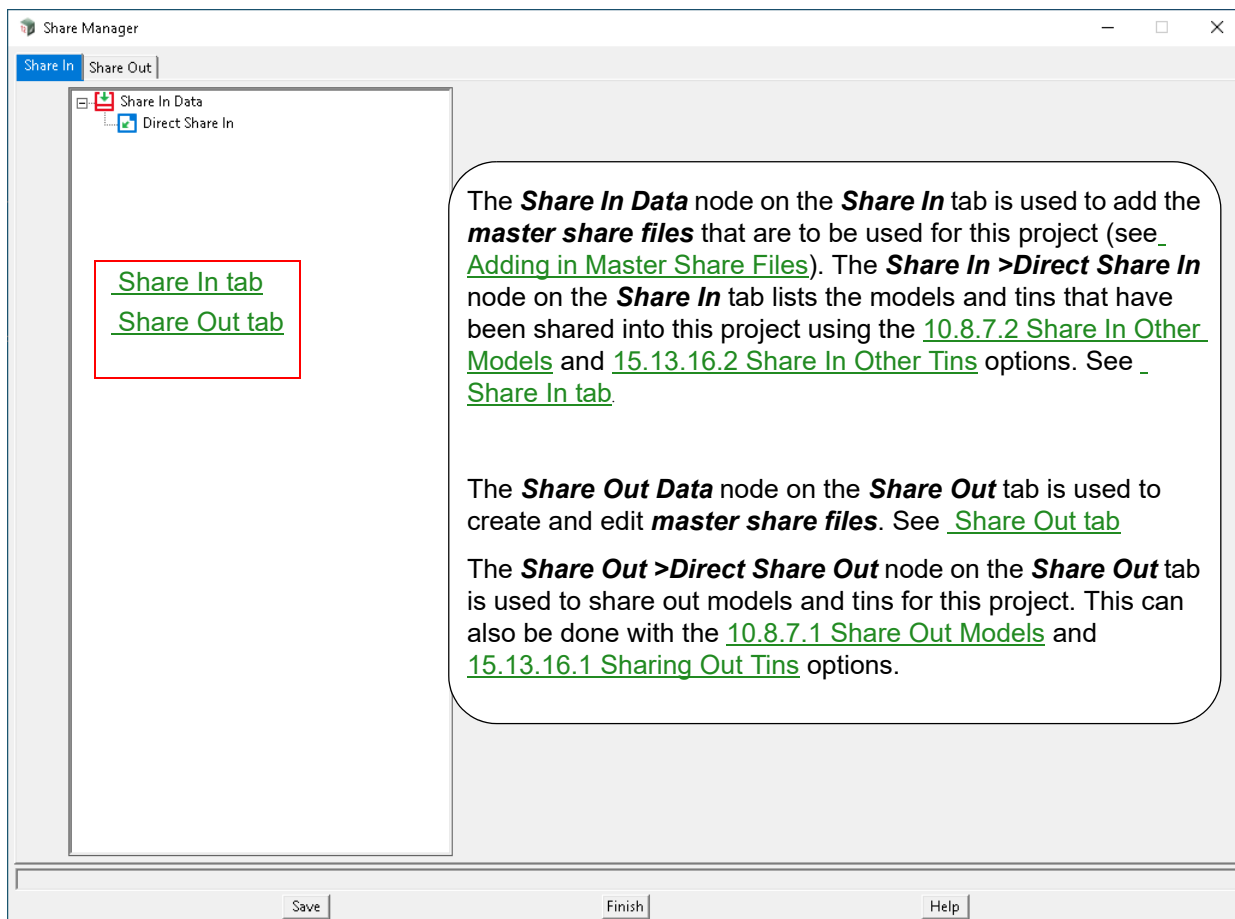 Share Manager
Share In Share Out
Share In Data
Direct Share In
Share In tab
Share Out tab
The Share In Data node on the Share In tab is used to add the
master share files that are to be used for this project (see
Adding in Master Share Files). The Share In >Direct Share In
node on the Share In tab lists the models and tins that have
been shared into this project using the 10.8.7.2 Share In Other
Models and 15.13.16.2 Share In Other Tins options. See
Share In tab.
The Share Out Data node on the Share Out tab is used to
create and edit master share files. See Share Out tab
The Share Out >Direct Share Out node on the Share Out tab
is used to share out models and tins for this project. This can
also be done with the 10.8.7.1 Share Out Models and
15.13.16.1 Sharing Out Tins options.
Save Finish Help